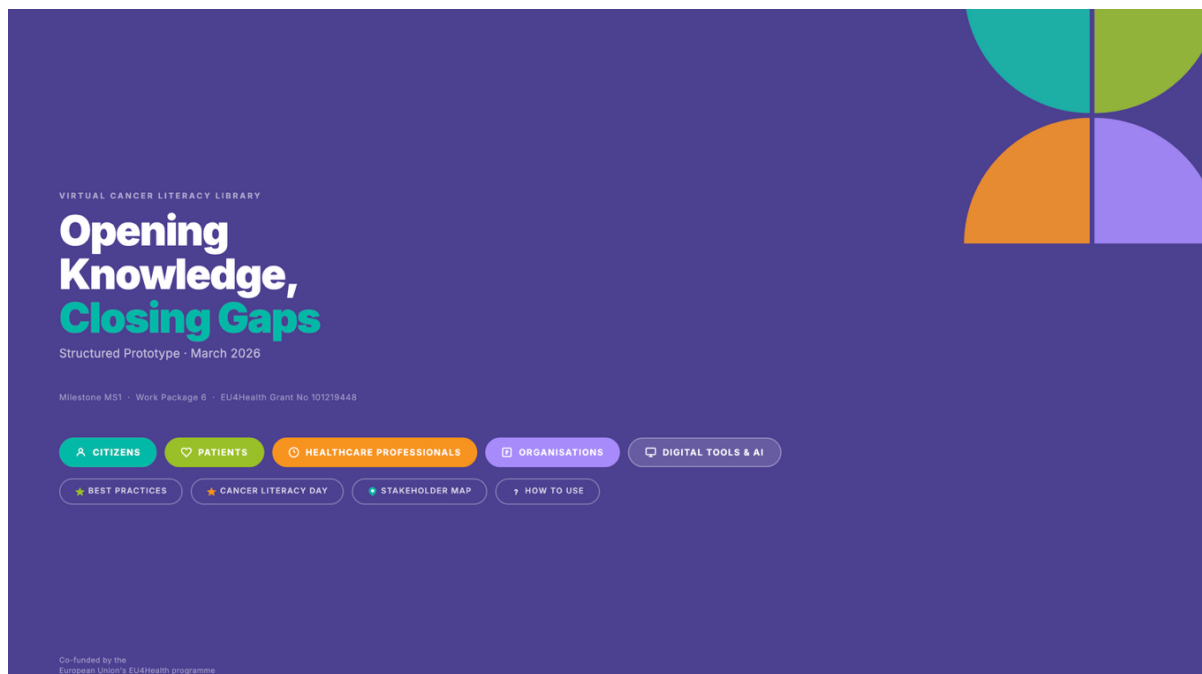 VIRTUAL CANCER LITERACY LIBRARY
Opening
Knowledge,
Closing Gaps
Structured Prototype · March 2026
Milestone MS1 · Work Package 6 · EU4Health Grant No 101219448
CITIZENS PATIENTS HEALTHCARE PROFESSIONALS ORGANISATIONS DIGITAL TOOLS & AI
BEST PRACTICES CANCER LITERACY DAY STAKEHOLDER MAP ? HOW TO USE
Co-funded by the
European Union's EU4Health programme